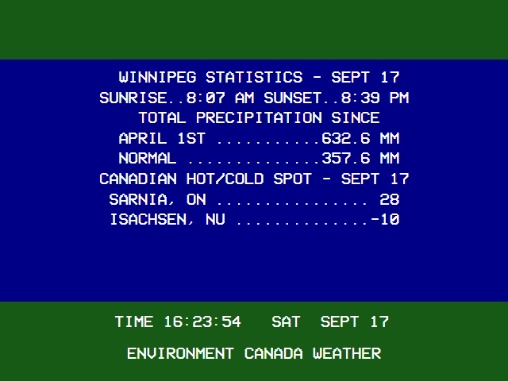 WINNIPEG STATISTICS - SEPT 17
SUNRISE..8:07 AM SUNSET..8:39 PM
TOTAL PRECIPITATION SINCE
APRIL 1ST ...........632.6 MM
NORMAL ..............357.6 MM
CANADIAN HOT/COLD SPOT - SEPT 17
SARNIA, ON ................ 28
ISACHSEN, NU ..............-10
TIME 16:23:54 SAT SEPT 17
ENVIRONMENT CANADA WEATHER